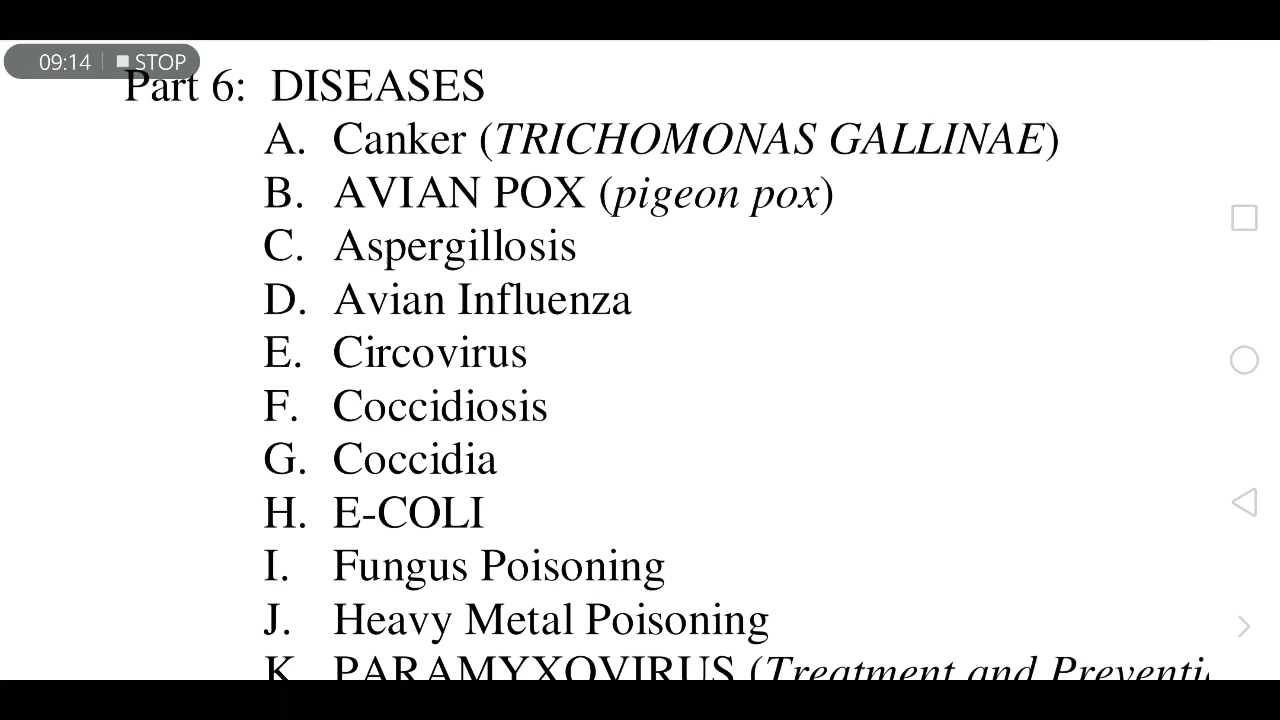 09:14 STOP
Part 6: DISEASES
A. Canker (TRICHOMONAS GALLINAE)
B. AVIAN POX (pigeon pox)
C. Aspergillosis
D. Avian Influenza
E. Circovirus
F. Coccidiosis
G. Coccidia
H. E-COLI
I. Fungus Poisoning
J. Heavy Metal Poisoning
K. PARAMYXOVIRUS (Treatment and